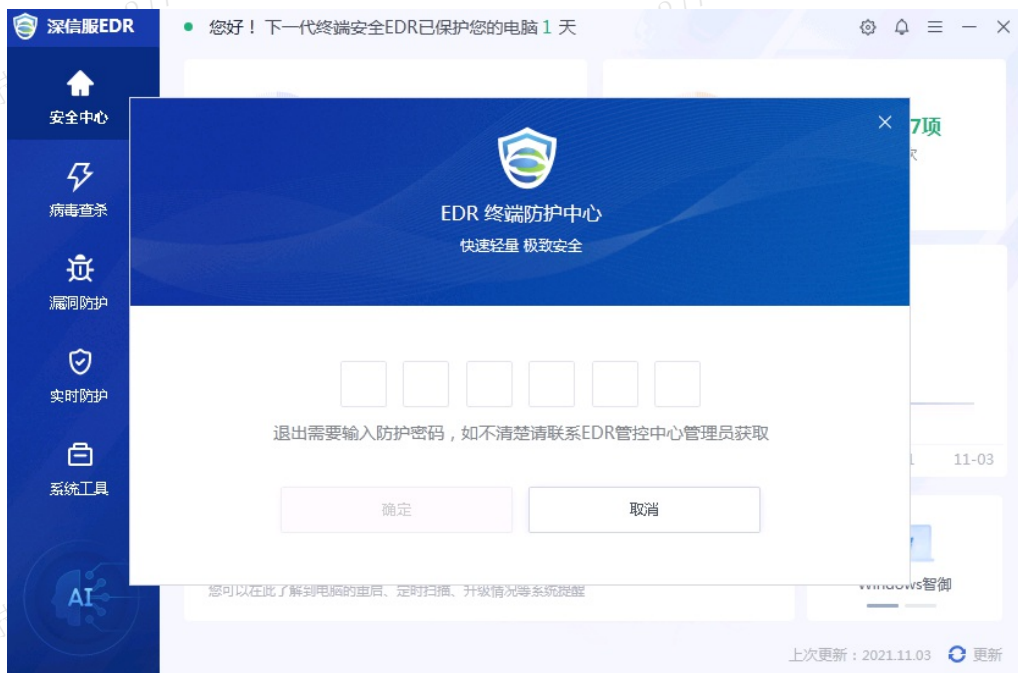 深信服EDR
您好！下一代终端安全EDR已保护您的电脑 1 天
安全中心
病毒查杀
漏洞防护
实时防护
系统工具
AI
7项
EDR 终端防护中心
快速轻量 极致安全
退出需要输入防护密码，如不清楚请联系EDR管控中心管理员获取
确定
取消
11-03
您可以在此了解到电脑的重启、定时扫描、升级情况等系统提醒
Windows智御
上次更新：2021.11.03
更新